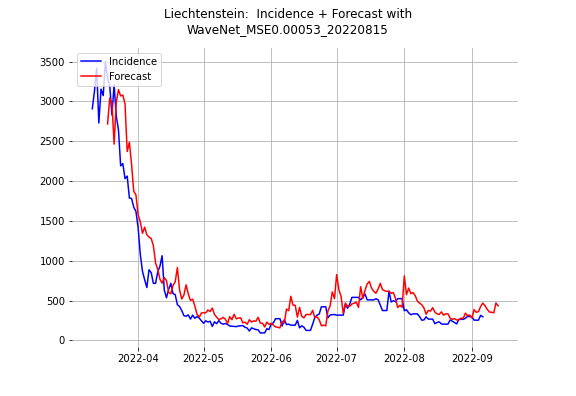 Liechtenstein:  Incidence + Forecast with
WaveNet_MSE0.00053_20220815
Incidence
Forecast
3500
3000
2500
2000
1500
1000
500
0
2022-04 2022-05 2022-06 2022-07 2022-08 2022-09